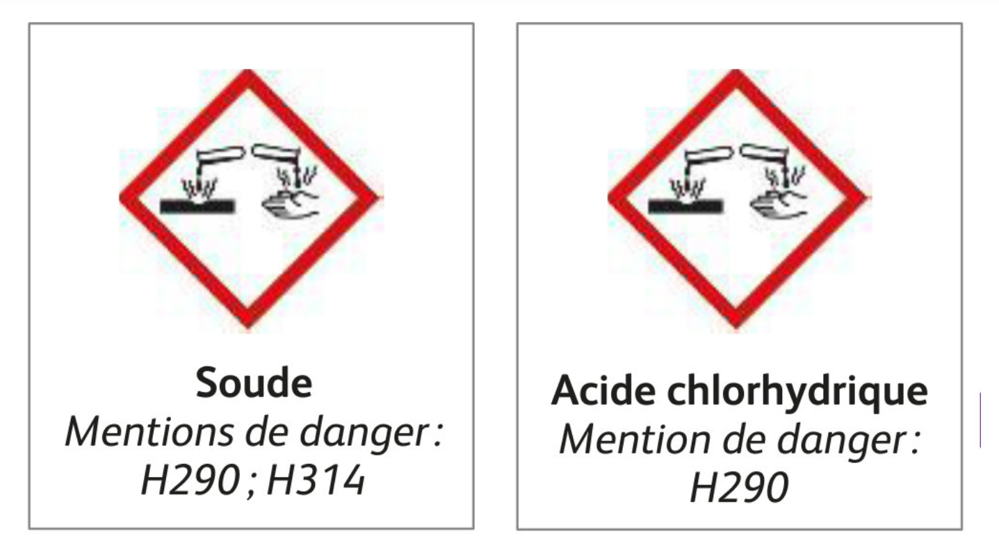 Soude
Mentions de danger :
H290 ; H314
Acide chlorhydrique
Mention de danger :
H290